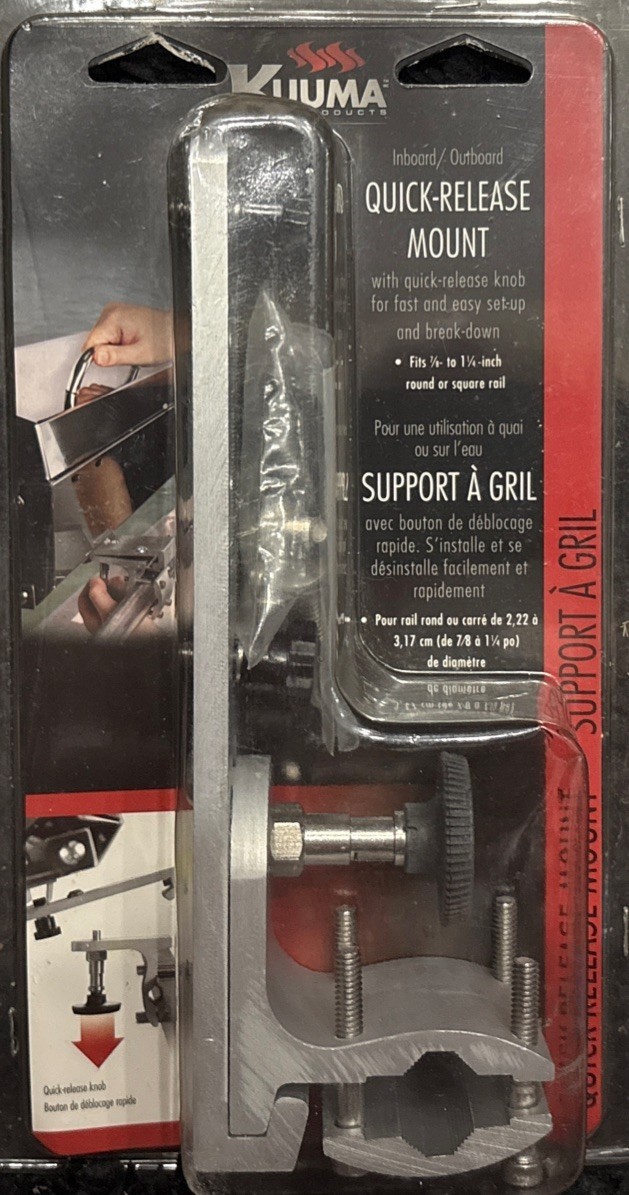 KUUMA
PRODUCTS
Inboard/ Outboard
QUICK-RELEASE
MOUNT
with quick-release knob
for fast and easy set-up
and break-down
• Fits ⅞- to 1¼-inch
round or square rail
Pour une utilisation à quai
ou sur l'eau
SUPPORT À GRIL
avec bouton de déblocage
rapide. S'installe et se
désinstalle facilement et
rapidement
• Pour rail rond ou carré de 2,22 à
3,17 cm (de 7/8 à 1¼ po)
de diamètre
QUICK-RELEASE MOUNT SUPPORT À GRIL
Quick-release knob
Bouton de déblocage rapide